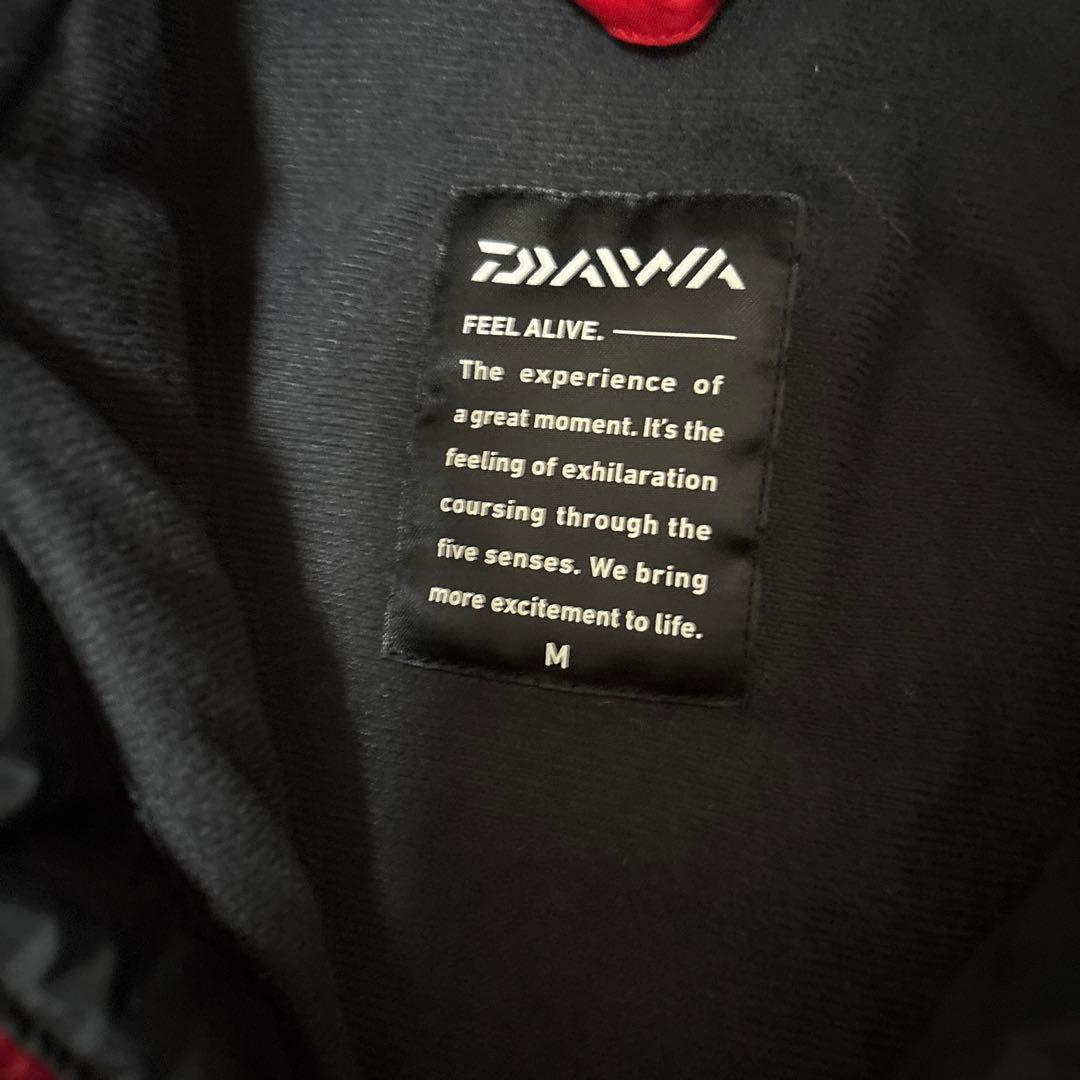 DAIWA
FEEL ALIVE.
The experience of
a great moment. It's the
feeling of exhilaration
coursing through the
five senses. We bring
more excitement to life.
M